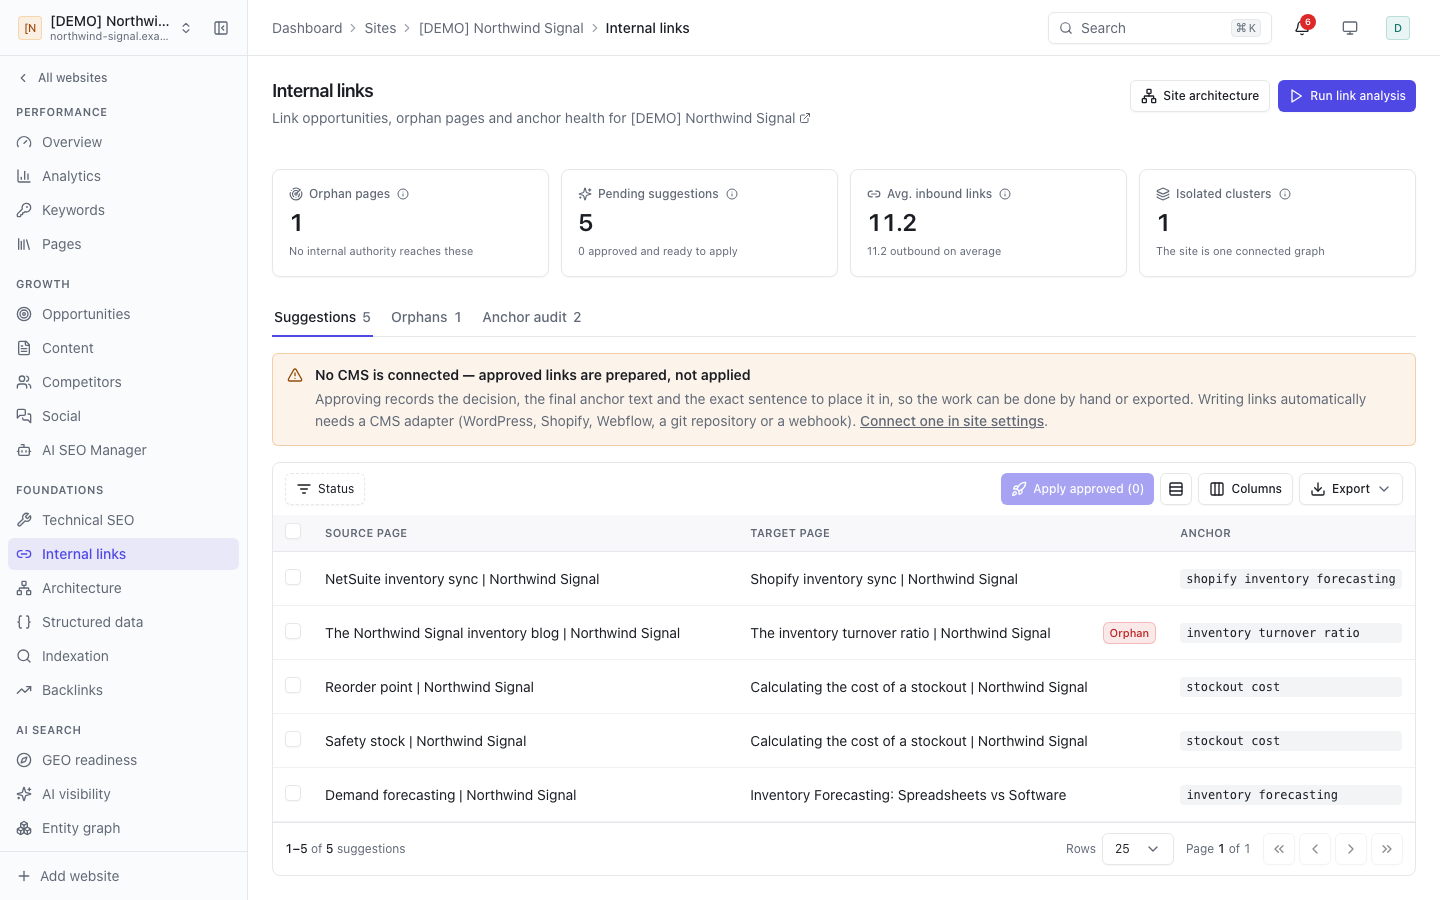 [N
[DEMO] Northwi...
northwind-signal.exa...
All websites
PERFORMANCE
Overview
Analytics
Keywords
Pages
GROWTH
Opportunities
Content
Competitors
Social
AI SEO Manager
FOUNDATIONS
Technical SEO
Internal links
Architecture
Structured data
Indexation
Backlinks
AI SEARCH
GEO readiness
AI visibility
Entity graph
Add website
Dashboard > Sites > [DEMO] Northwind Signal > Internal links
Search
⌘ K
6
D
Internal links
Link opportunities, orphan pages and anchor health for [DEMO] Northwind Signal
Site architecture
Run link analysis
Orphan pages
1
No internal authority reaches these
Pending suggestions
5
0 approved and ready to apply
Avg. inbound links
11.2
11.2 outbound on average
Isolated clusters
1
The site is one connected graph
Suggestions 5
Orphans 1
Anchor audit 2
No CMS is connected — approved links are prepared, not applied
Approving records the decision, the final anchor text and the exact sentence to place it in, so the work can be done by hand or exported. Writing links automatically
needs a CMS adapter (WordPress, Shopify, Webflow, a git repository or a webhook). Connect one in site settings.
Status
Apply approved (0)
Columns
Export
SOURCE PAGE TARGET PAGE ANCHOR
NetSuite inventory sync | Northwind Signal Shopify inventory sync | Northwind Signal shopify inventory forecasting
The Northwind Signal inventory blog | Northwind Signal The inventory turnover ratio | Northwind Signal Orphan inventory turnover ratio
Reorder point | Northwind Signal Calculating the cost of a stockout | Northwind Signal stockout cost
Safety stock | Northwind Signal Calculating the cost of a stockout | Northwind Signal stockout cost
Demand forecasting | Northwind Signal Inventory Forecasting: Spreadsheets vs Software inventory forecasting
1–5 of 5 suggestions
Rows 25
Page 1 of 1